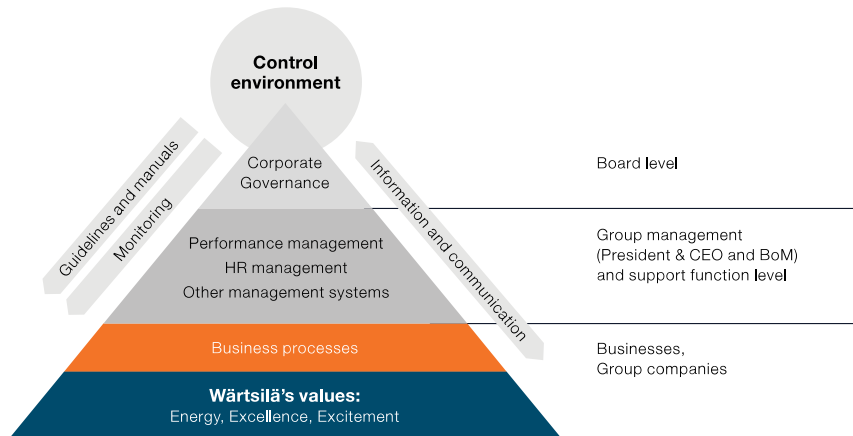 Control
environment
Guidelines and manuals
Monitoring
Information and communication
Corporate
Governance
Board level
Performance management
HR management
Other management systems
Group management
(President & CEO and BoM)
and support function level
Business processes
Businesses,
Group companies
Wärtsilä’s values:
Energy, Excellence, Excitement